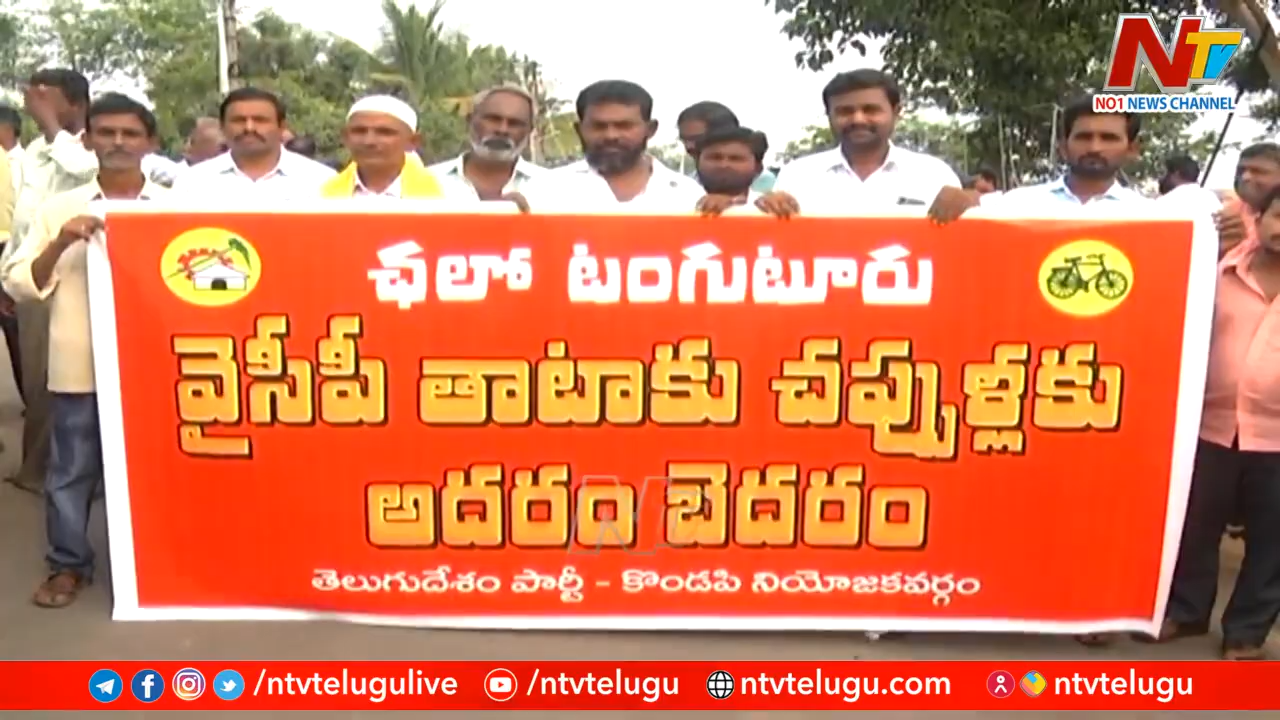 NTV
NO1 NEWS CHANNEL
ఛలో టంగుటూరు
వైసీపీ తాటాకు చప్పుళ్లకు
అదరం బెదరం
తెలుగుదేశం పార్టీ - కొండపి నియోజకవర్గం
/ntvtelugulive /ntvtelugu ntvtelugu.com ntvtelugu